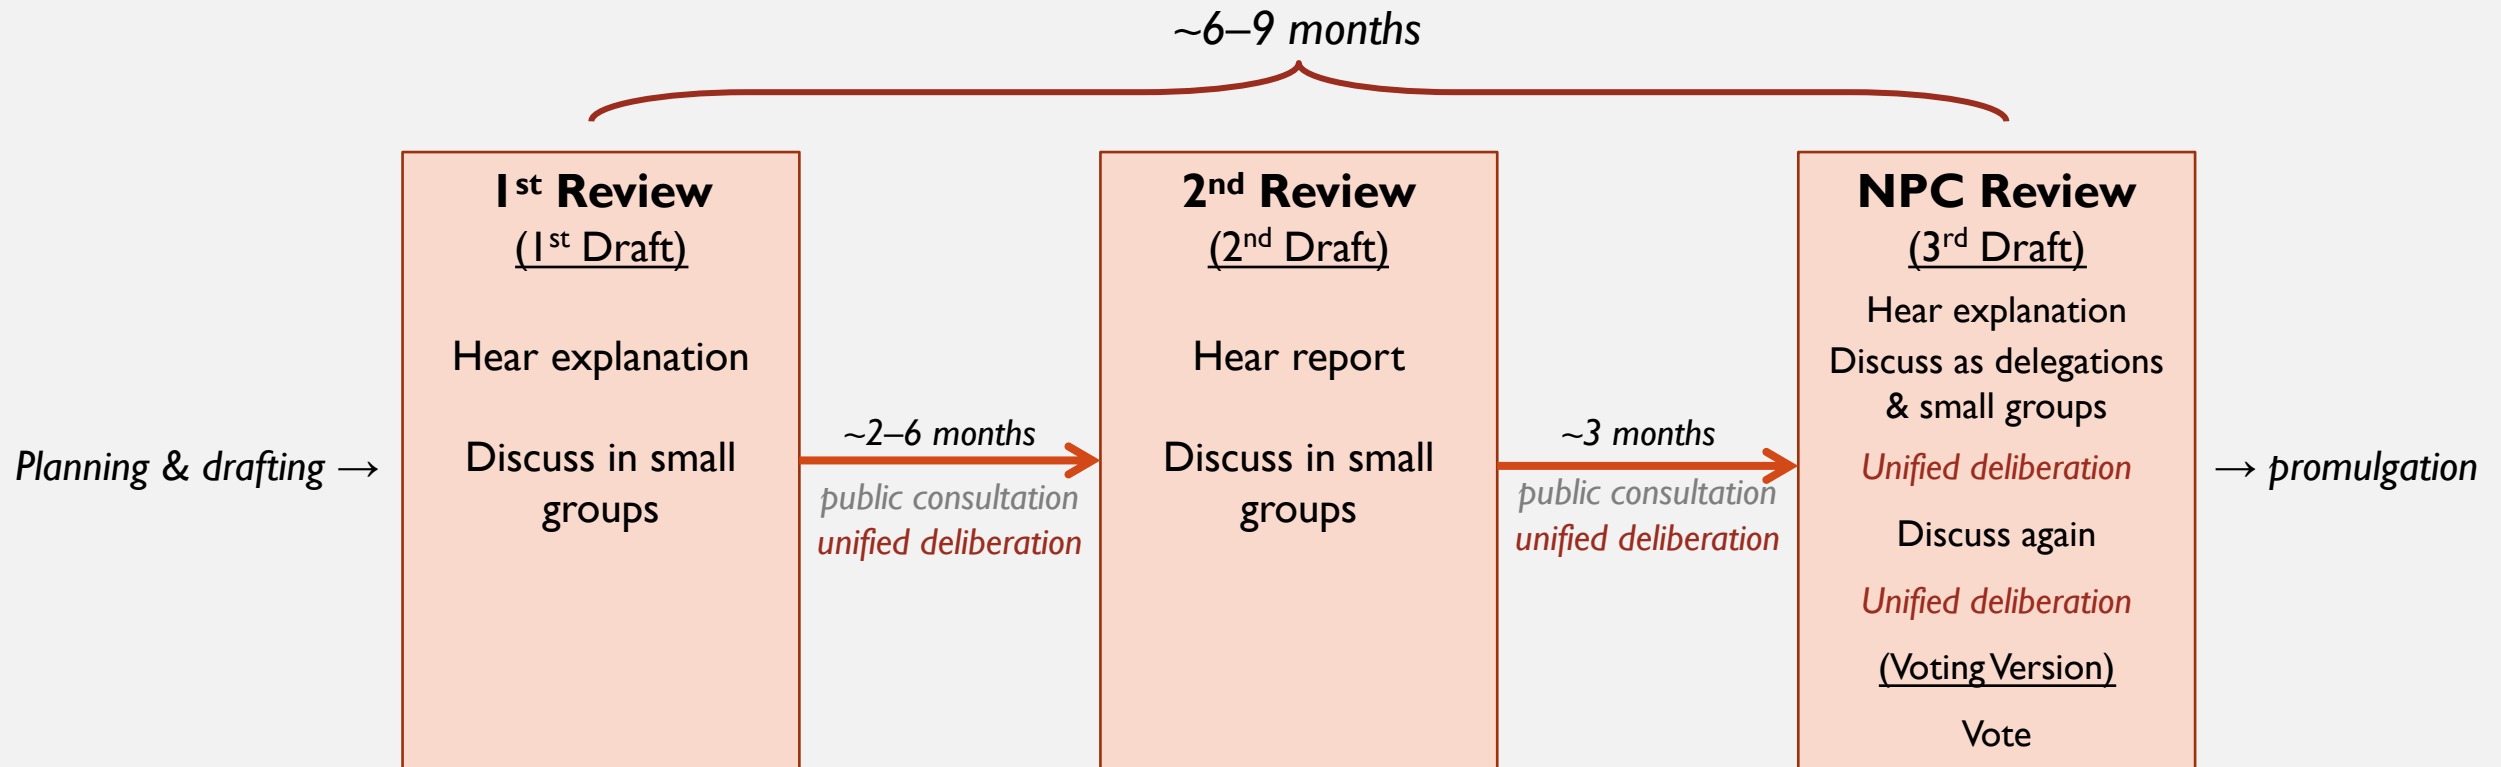 ~6–9 months
Planning & drafting →
1st Review
(1st Draft)
Hear explanation
Discuss in small
groups
~2–6 months
public consultation
unified deliberation
2nd Review
(2nd Draft)
Hear report
Discuss in small
groups
~3 months
public consultation
unified deliberation
NPC Review
(3rd Draft)
Hear explanation
Discuss as delegations
& small groups
Unified deliberation
Discuss again
Unified deliberation
(Voting Version)
Vote
→ promulgation